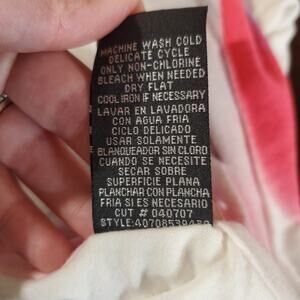 MACHINE WASH COLD
DELICATE CYCLE
ONLY NON-CHLORINE
BLEACH WHEN NEEDED
DRY FLAT
COOL IRON IF NECESSARY
LAVAR EN LAVADORA
CON AGUA FRIA
CICLO DELICADO
USAR SOLAMENTE
BLANQUEADOR SIN CLORO
CUANDO SE NECESITE
SECAR SOBRE
SUPERFICIE PLANA
PLANCHAR CON PLANCHA
FRIA SI ES NECESARIO
CUT # 040707
STYLE: